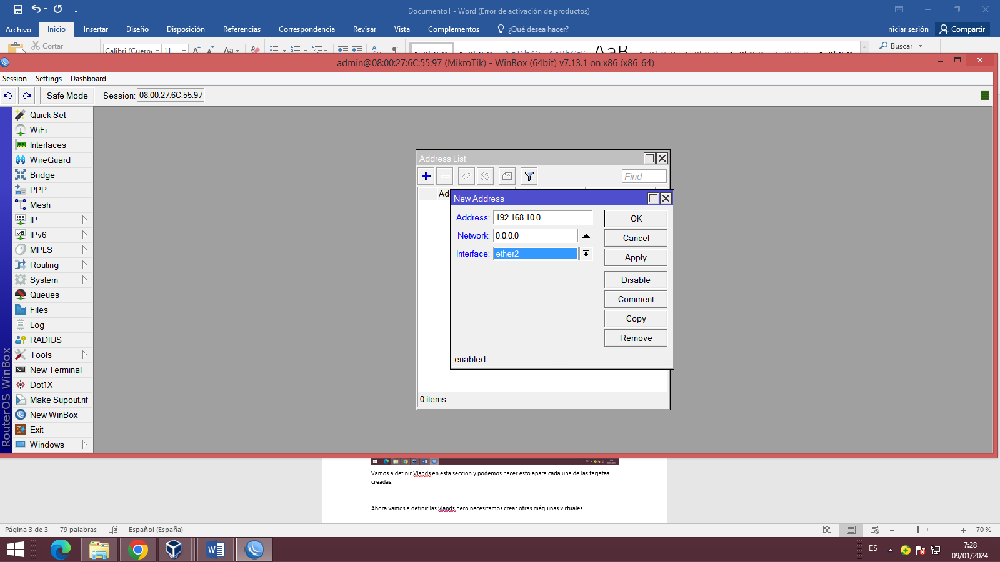 Documento1 - Word (Error de activación de productos)
Archivo Inicio Insertar Diseño Disposición Referencias Correspondencia Revisar Vista Complementos ¿Qué desea hacer? Iniciar sesión Compartir
Cortar Calibri (Cuerpo 11 Aa Buscar
admin@08:00:27:6C:55:97 (MikroTik) - WinBox (64bit) v7.13.1 on x86 (x86_64)
Session Settings Dashboard
Safe Mode Session: 08:00:27:6C:55:97
Quick Set
WiFi
Interfaces
WireGuard
Bridge
PPP
Mesh
IP
IPv6
MPLS
Routing
System
Queues
Files
Log
RADIUS
Tools
New Terminal
Dot1X
Make Supout.rif
New WinBox
Exit
Windows
RouterOS WinBox
Address List
Find
Ad
New Address
Address: 192.168.10.0
Network: 0.0.0.0
Interface: ether2
OK
Cancel
Apply
Disable
Comment
Copy
Remove
enabled
0 items
Vamos a definir Vlands en esta sección y podemos hacer esto apara cada una de las tarjetas
creadas.
Ahora vamos a definir las vlands pero necesitamos crear otras máquinas virtuales.
Página 3 de 3 79 palabras Español (España) 70 %
ES 7:28
09/01/2024